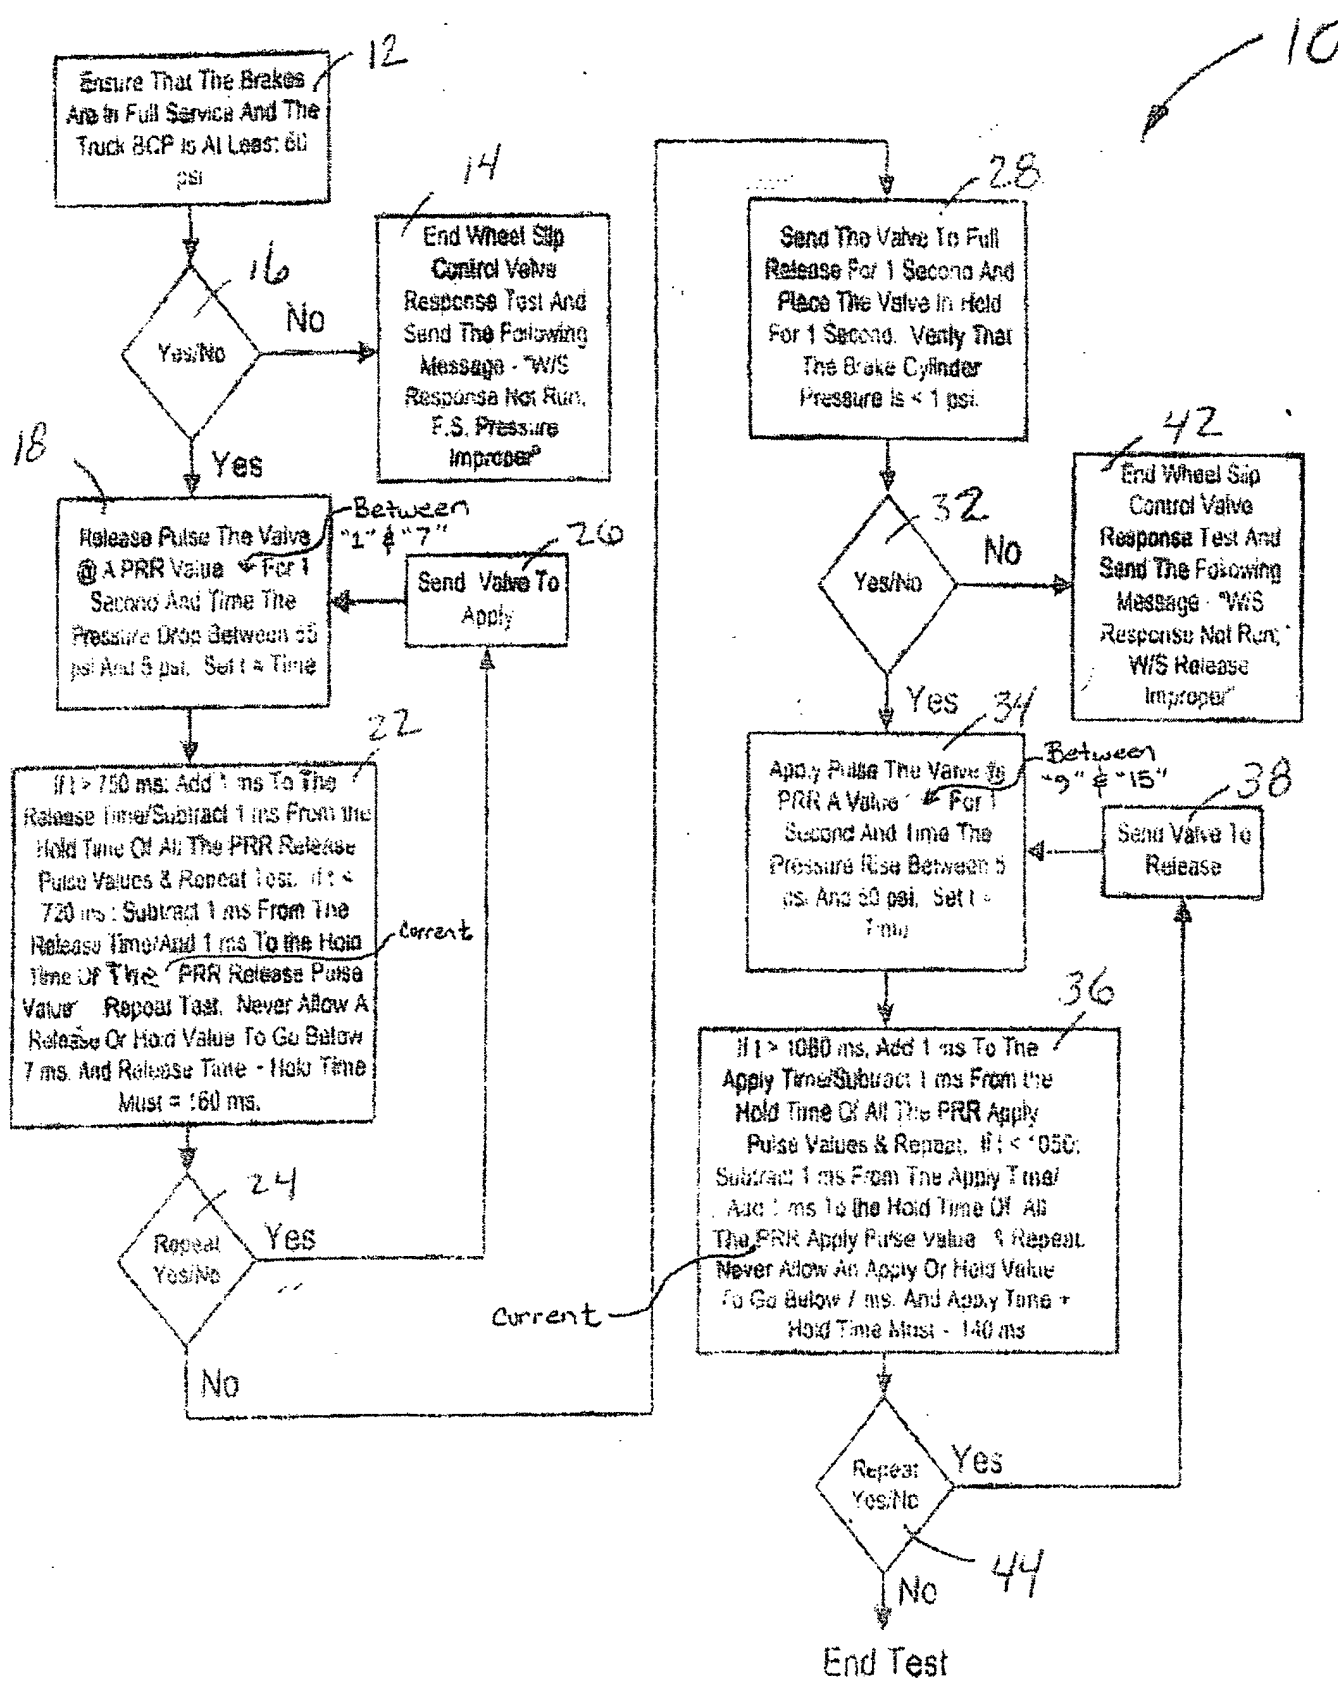 10
12
Ensure That The Brakes
Are In Full Service And The
Truck BCP Is At Least 60
psi
16
Yes/No
No
Yes
14
End Wheel Slip
Control Valve
Response Test And
Send The Following
Message - "W/S
Response Not Run,
F.S. Pressure
Improper"
18
Release Pulse The Valve
@ A PRR Value For 1
Second And Time The
Pressure Drop Between 55
psi And 5 psi. Set t = Time
Between
"1" & "7"
26
Send Valve To
Apply
22
If t > 750 ms: Add 1 ms To The
Release Time/Subtract 1 ms From the
Hold Time Of All The PRR Release
Pulse Values & Repeat Test. If t <
720 ms: Subtract 1 ms From The
Release Time/And 1 ms To the Hold
Time Of The PRR Release Pulse
Value Repeat Test. Never Allow A
Release Or Hold Value To Go Below
7 ms. And Release Time - Hold Time
Must = 160 ms.
Current
24
Repeat
Yes/No
Yes
No
28
Send The Valve To Full
Release For 1 Second And
Place The Valve In Hold
For 1 Second. Verify That
The Brake Cylinder
Pressure Is < 1 psi.
32
Yes/No
No
Yes
42
End Wheel Slip
Control Valve
Response Test And
Send The Following
Message - "W/S
Response Not Run;
W/S Release
Improper"
34
Apply Pulse The Valve @
PRR A Value For 1
Second And Time The
Pressure Rise Between 5
psi. And 50 psi. Set t =
Time
Between
"9" & "15"
38
Send Valve To
Release
36
If t > 1080 ms, Add 1 ms To The
Apply Time/Subtract 1 ms From the
Hold Time Of All The PRR Apply
Pulse Values & Repeat. If t < 1050:
Subtract 1 ms From The Apply Time/
Add 1 ms To the Hold Time Of All
The PRR Apply Pulse Value & Repeat.
Never Allow An Apply Or Hold Value
To Go Below 7 ms. And Apply Time +
Hold Time Must - 140 ms
Current
Repeat
Yes/No
Yes
44
No
End Test